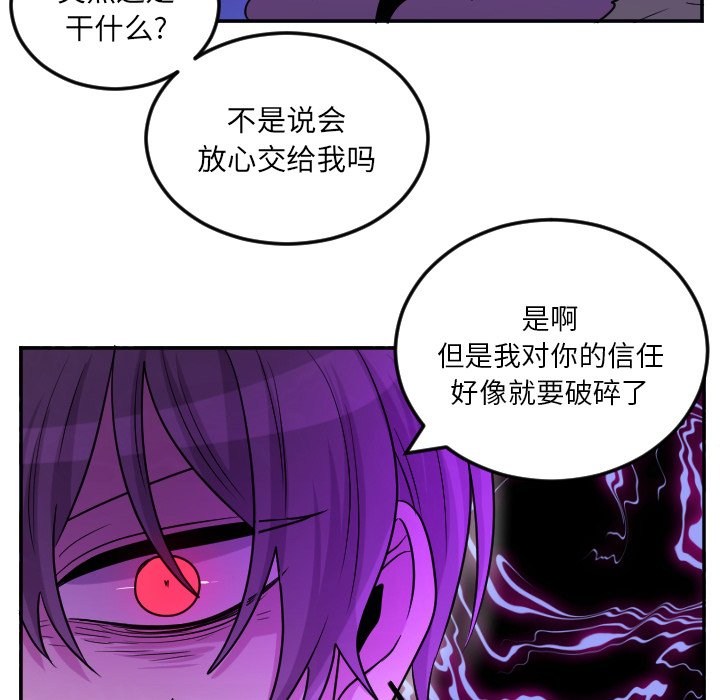 干什么?
不是说会
放心交给我吗
是啊
但是我对你的信任
好像就要破碎了